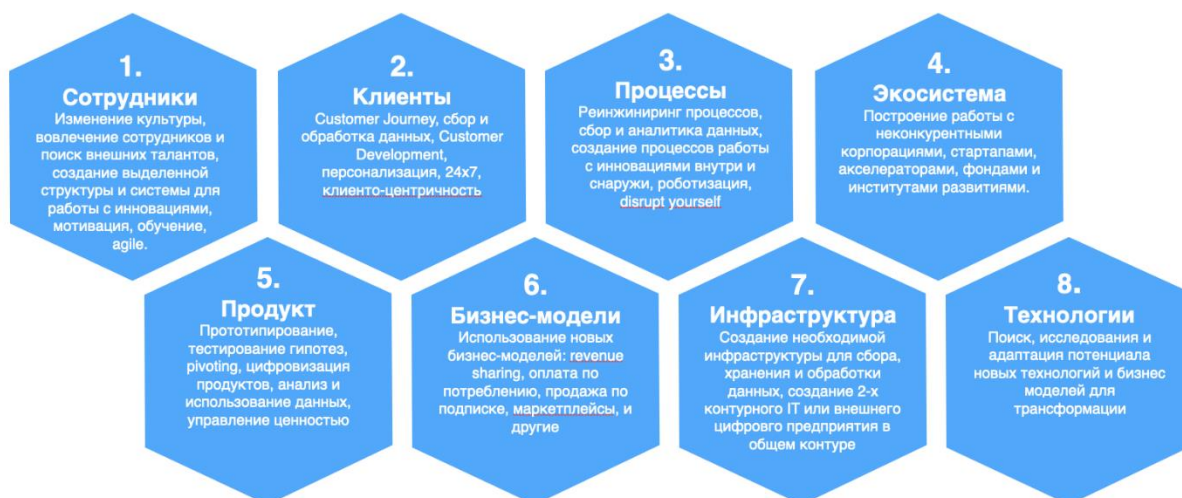 1.
Сотрудники
Изменение культуры,
вовлечение сотрудников и
поиск внешних талантов,
создание выделенной
структуры и системы для
работы с инновациями,
мотивация, обучение,
agile.
2.
Клиенты
Customer Journey, сбор и
обработка данных, Customer
Development,
персонализация, 24x7,
клиенто-центричность
3.
Процессы
Реинжиниринг процессов,
сбор и аналитика данных,
создание процессов работы
с инновациями внутри и
снаружи, роботизация,
disrupt yourself
4.
Экосистема
Построение работы с
неконкурентными
корпорациями, стартапами,
акселераторами, фондами и
институтами развитиями.
5.
Продукт
Прототипирование,
тестирование гипотез,
pivoting, цифровизация
продуктов, анализ и
использование данных,
управление ценностью
6.
Бизнес-модели
Использование новых
бизнес-моделей: revenue
sharing, оплата по
потреблению, продажа по
подписке, маркетплейсы, и
другие
7.
Инфраструктура
Создание необходимой
инфраструктуры для сбора,
хранения и обработки
данных, создание 2-х
контурного IT или внешнего
цифрового предприятия в
общем контуре
8.
Технологии
Поиск, исследования и
адаптация потенциала
новых технологий и бизнес
моделей для
трансформации